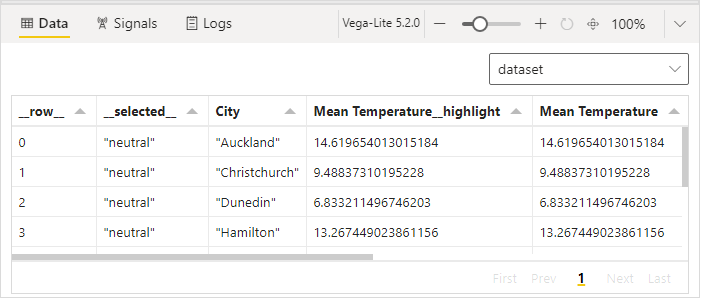 Data Signals Logs Vega-Lite 5.2.0 100%
dataset
__row__ __selected__ City Mean Temperature__highlight Mean Temperature
0 "neutral" "Auckland" 14.619654013015184 14.619654013015184
1 "neutral" "Christchurch" 9.48837310195228 9.48837310195228
2 "neutral" "Dunedin" 6.833211496746203 6.833211496746203
3 "neutral" "Hamilton" 13.267449023861156 13.267449023861156
First Prev 1 Next Last